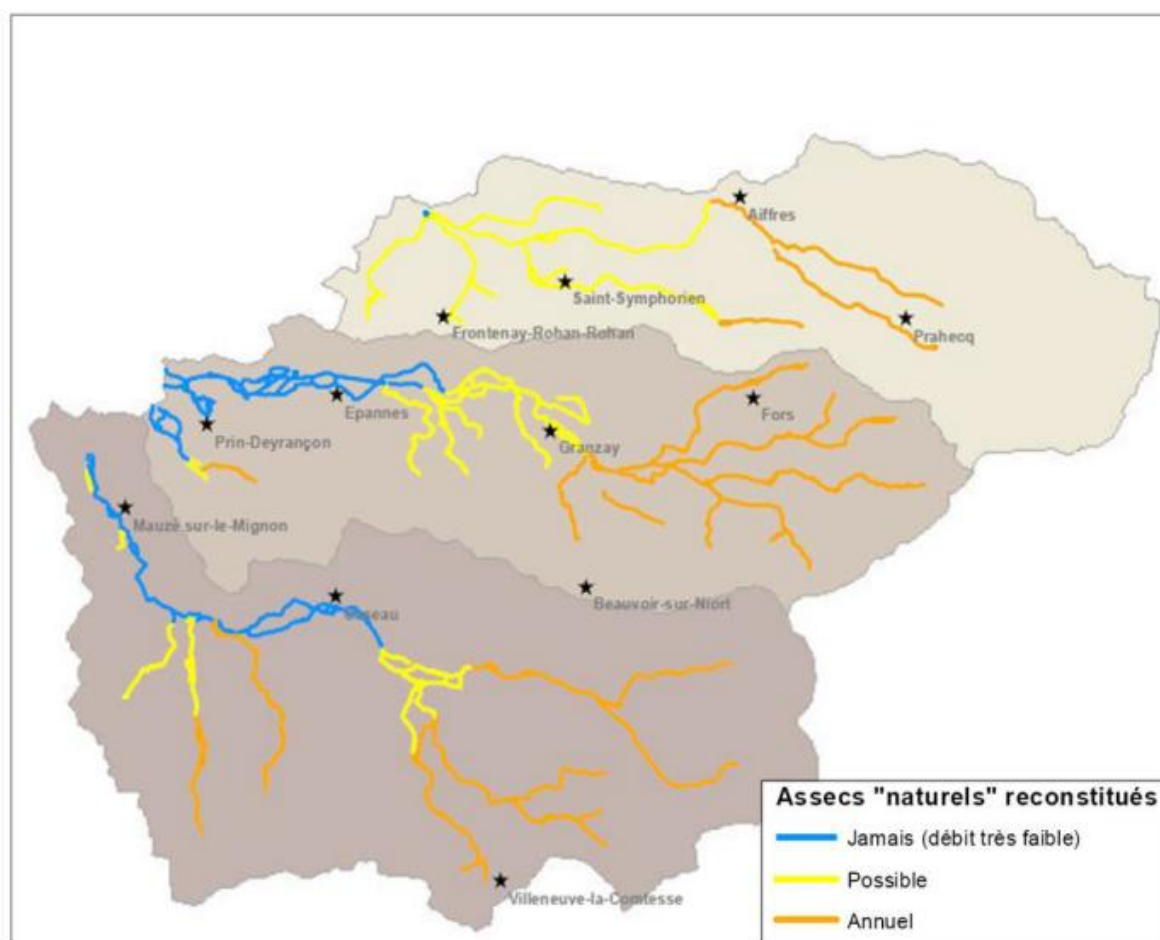 Aiffres
Saint-Symphorien
Frontenay-Rohan-Rohan
Prahecq
Epannes
Fors
Prin-Deyrançon
Granzay
Mauzé sur-le-Mignon
Beauvoir-sur-Niort
Villeneuve-la-Comtesse
Assecs "naturels" reconstitués
Jamais (débit très faible)
Possible
Annuel